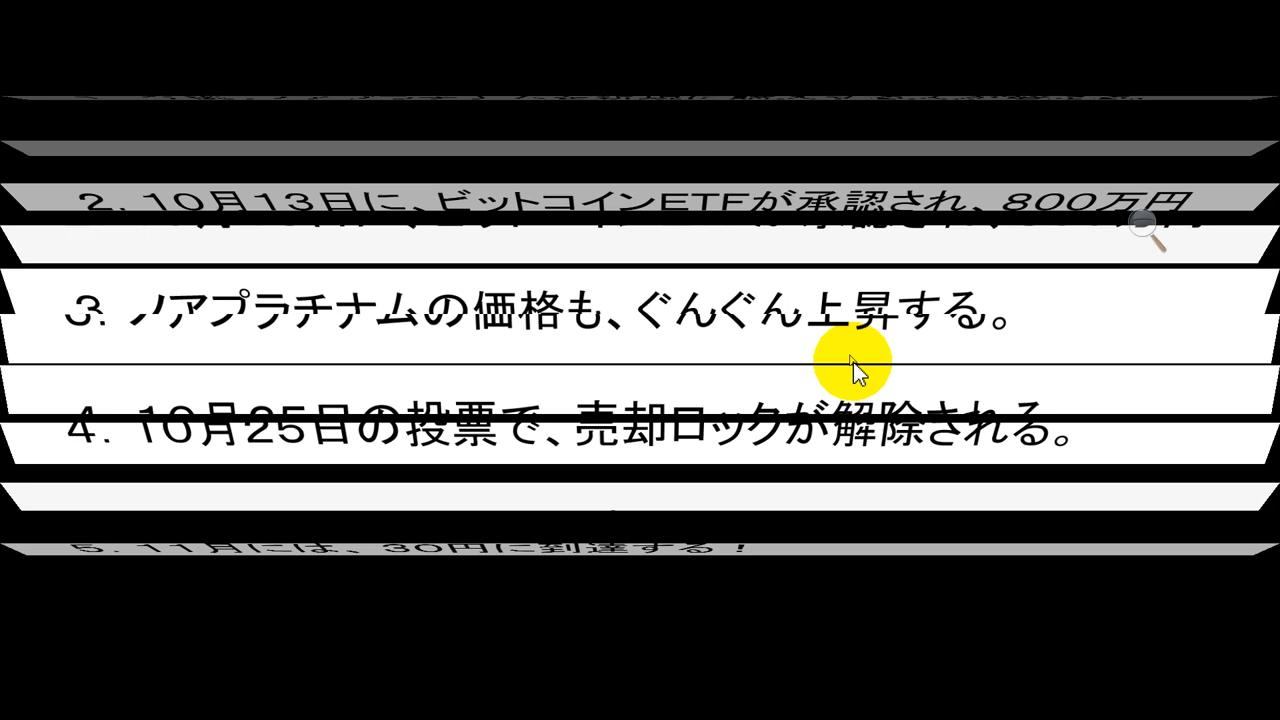 2. 10月13日に、ビットコインETFが承認され、800万円
3. ノアプラチナムの価格も、ぐんぐん上昇する。
4. 10月25日の投票で、売却ロックが解除される。
5. 11月には、30円に到達する！